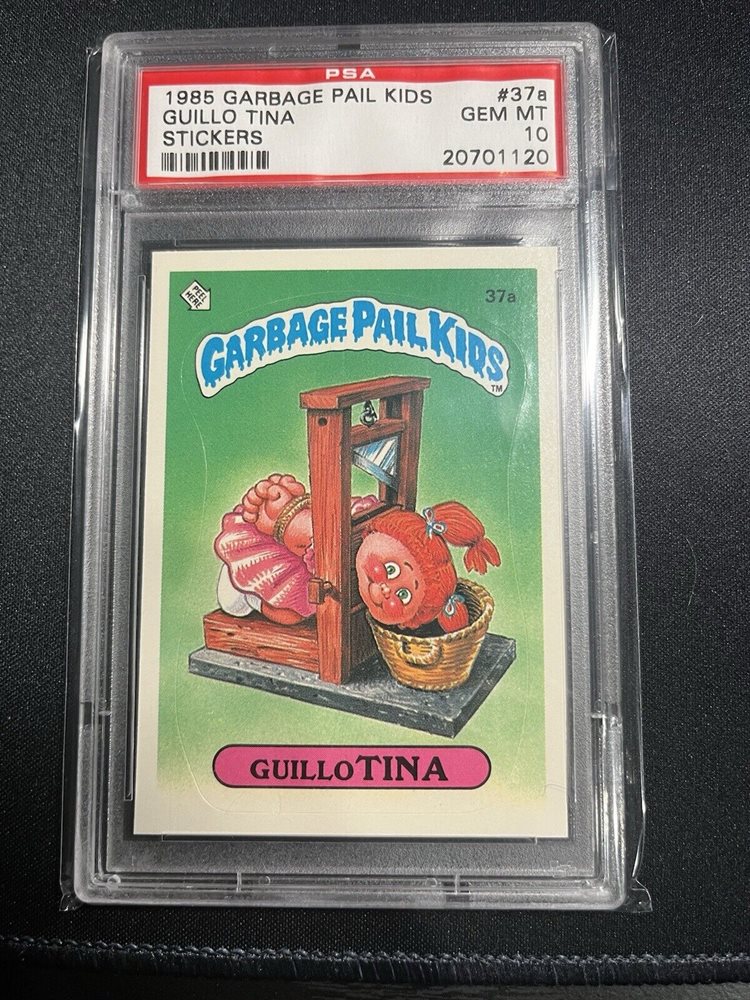 PSA
1985 GARBAGE PAIL KIDS #37a
GUILLO TINA GEM MT
STICKERS 10
20701120
PEEL HERE
37a
GARBAGE PAIL KIDS
TM
GUILLOTINA